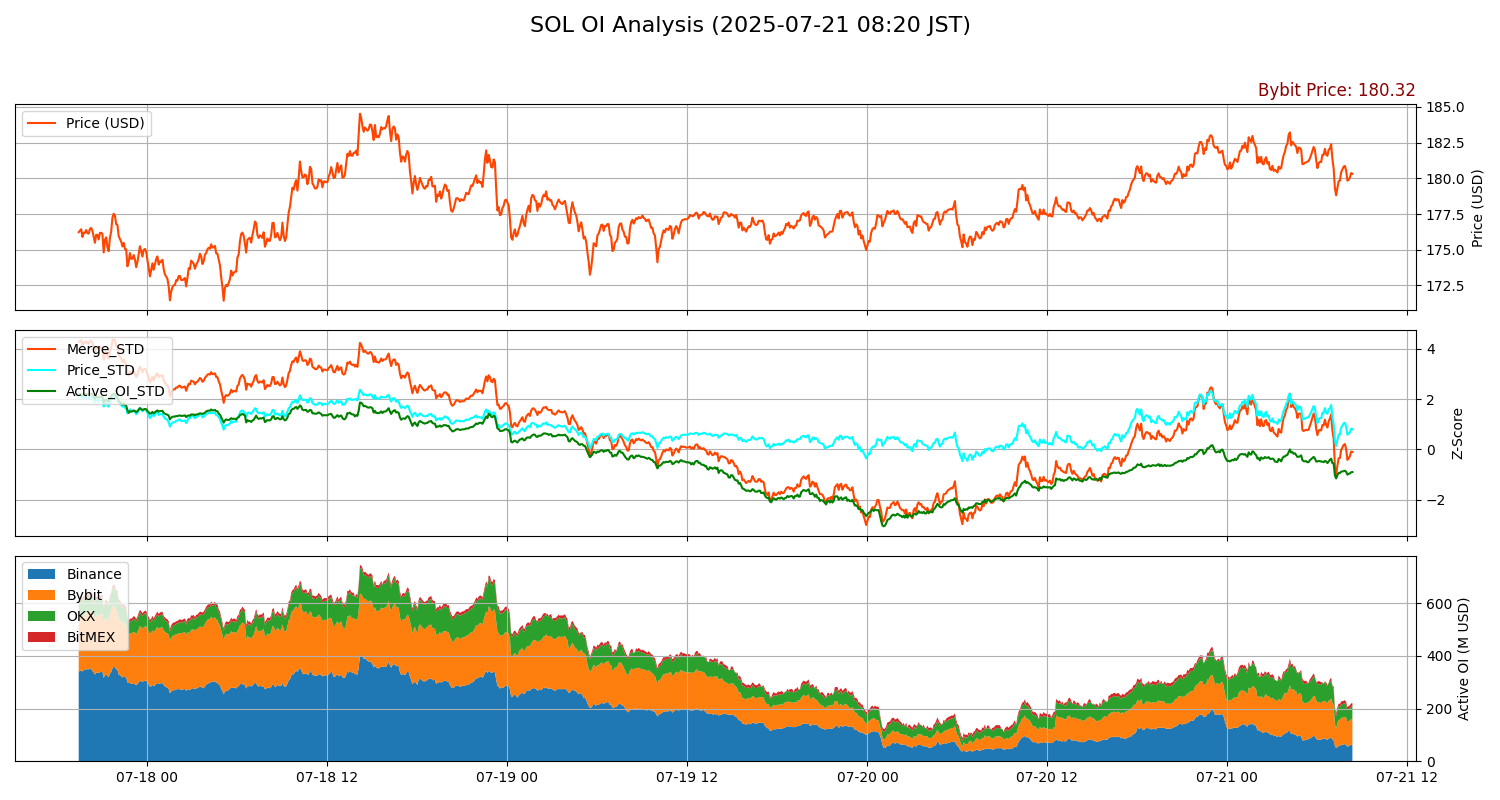 SOL OI Analysis (2025-07-21 08:20 JST)
Bybit Price: 180.32
Price (USD)
185.0
182.5
180.0
177.5
175.0
172.5
Price (USD)
Merge_STD
Price_STD
Active_OI_STD
4
2
0
−2
Z-Score
Binance
Bybit
OKX
BitMEX
600
400
200
0
Active OI (M USD)
07-18 00
07-18 12
07-19 00
07-19 12
07-20 00
07-20 12
07-21 00
07-21 12